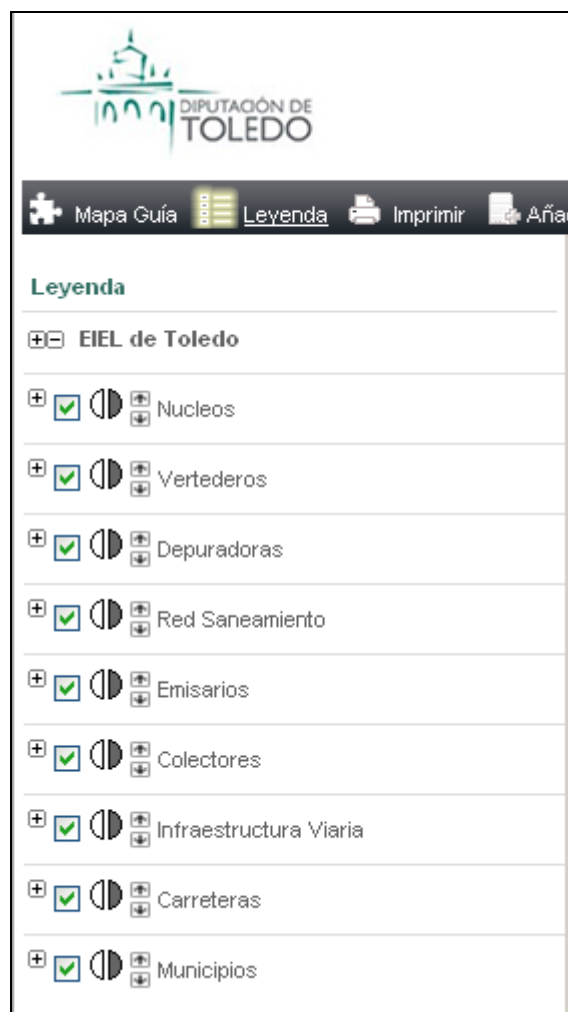 DIPUTACIÓN DE
TOLEDO
Mapa Guía Leyenda Imprimir Aña
Leyenda
EIEL de Toledo
Nucleos
Vertederos
Depuradoras
Red Saneamiento
Emisarios
Colectores
Infraestructura Viaria
Carreteras
Municipios